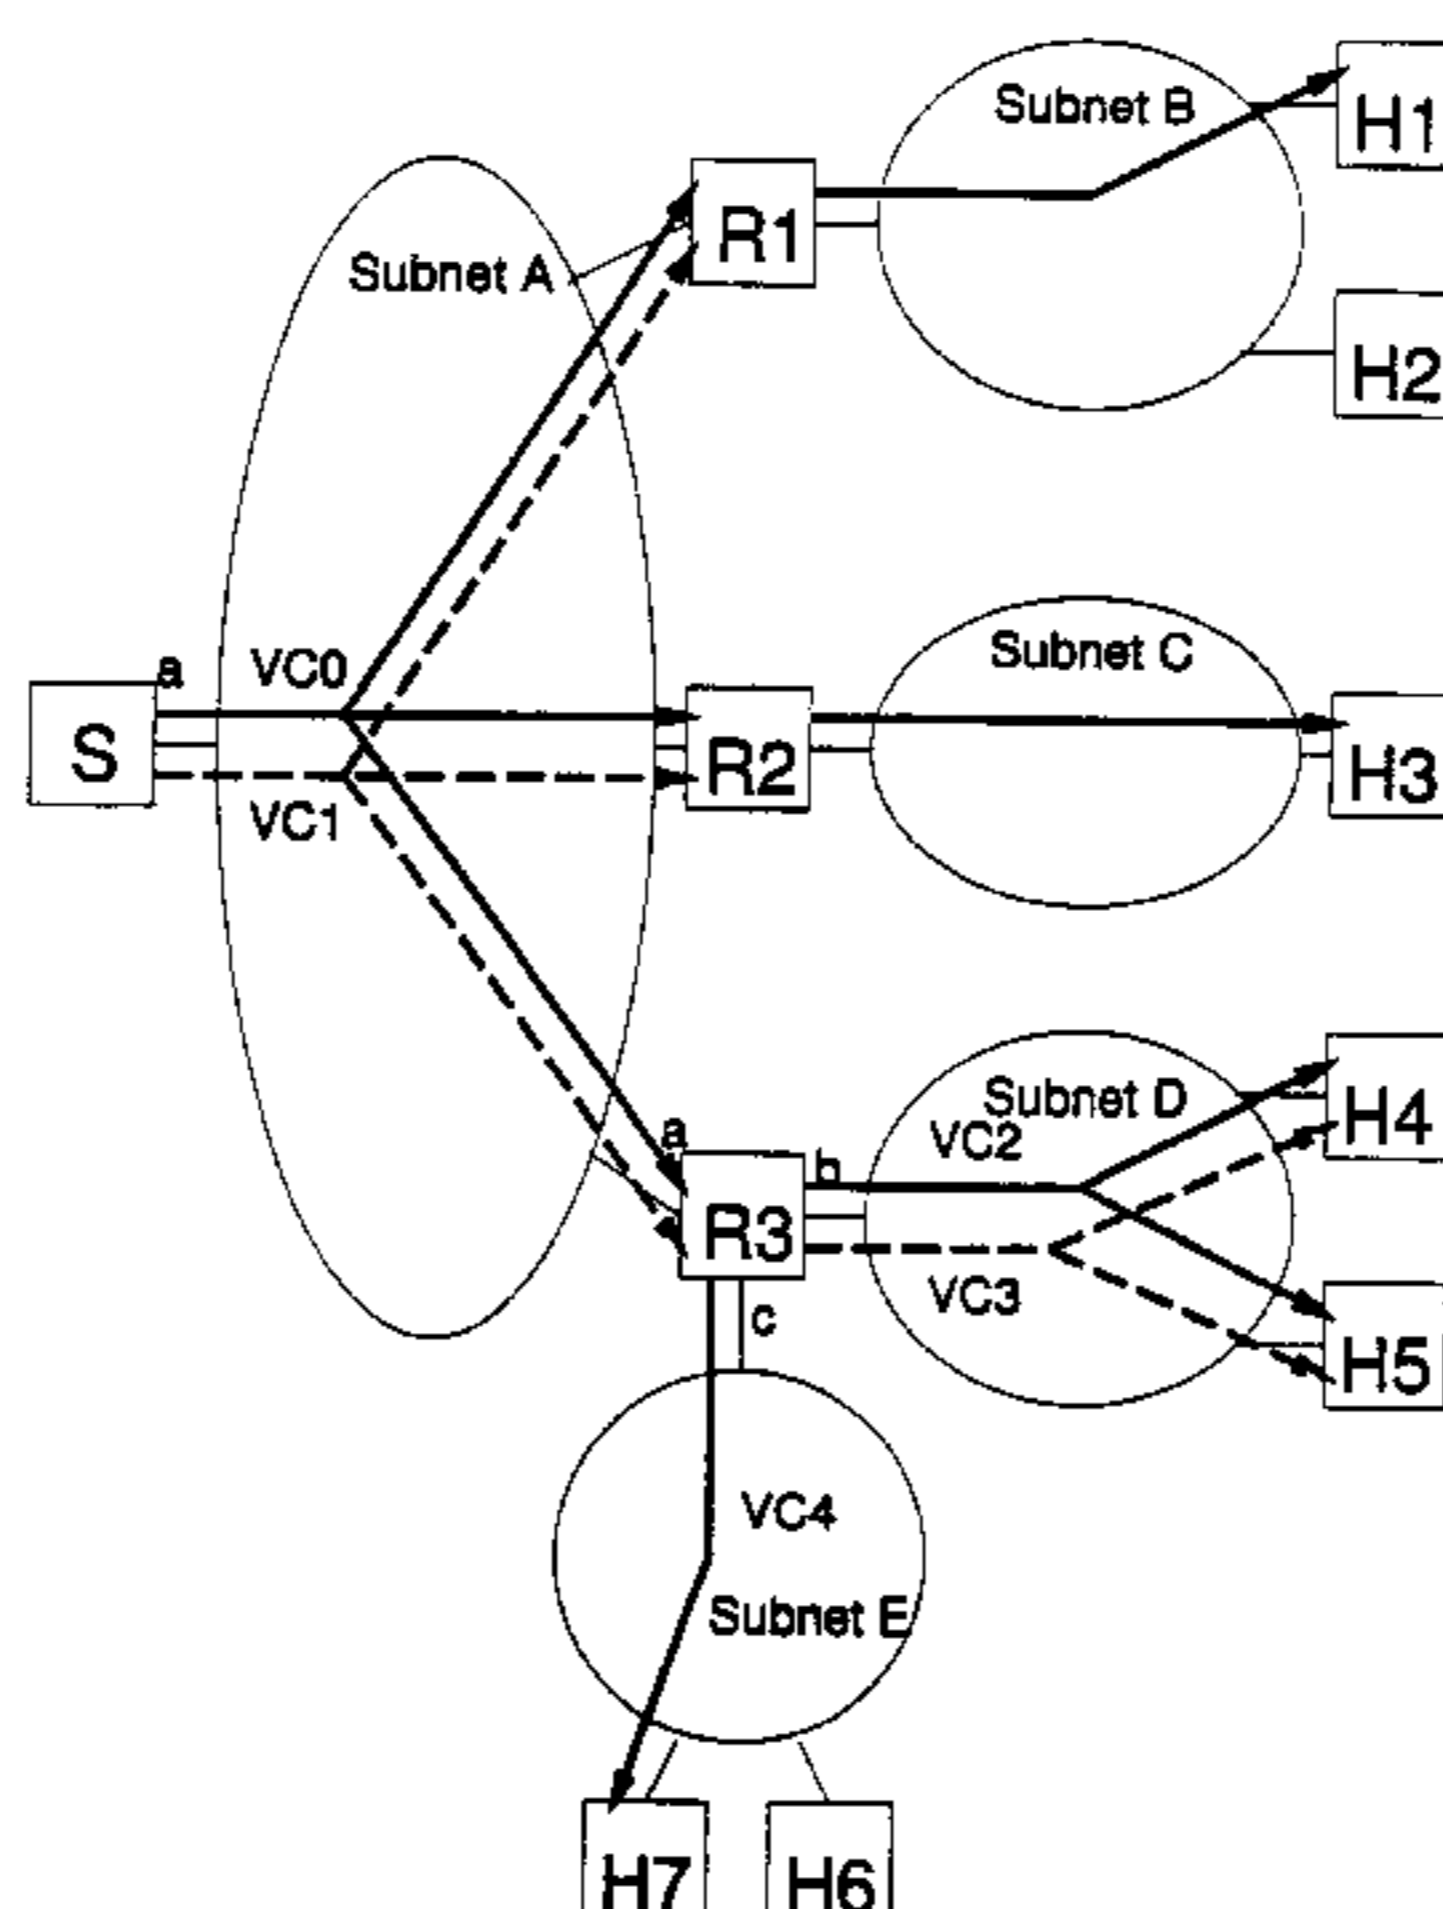 Subnet B
H1
R1
Subnet A
H2
Subnet C
a
VC0
S
R2
H3
VC1
Subnet D
H4
VC2
a
b
R3
VC3
H5
c
VC4
Subnet E
H7
H6